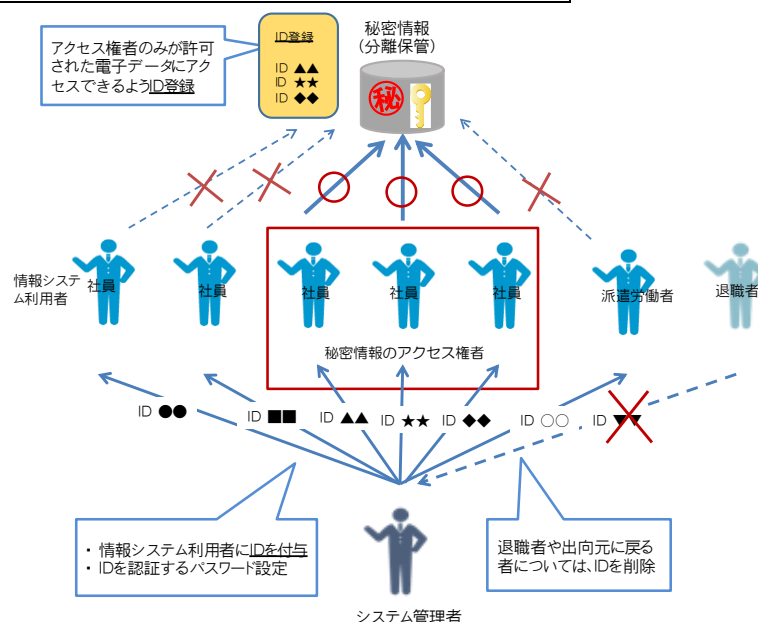 秘密情報
(分離保管)
ID登録
ID ▲▲
ID ★★
ID ◆◆
アクセス権者のみが許可
された電子データにアク
セスできるようID登録
㊙
情報システ
ム利用者
社員
社員
社員
社員
社員
派遣労働者
退職者
秘密情報のアクセス権者
ID ●●
ID ■■
ID ▲▲
ID ★★
ID ◆◆
ID ○○
ID ▼▼
・ 情報システム利用者にIDを付与
・ IDを認証するパスワード設定
退職者や出向元に戻る
者については、IDを削除
システム管理者